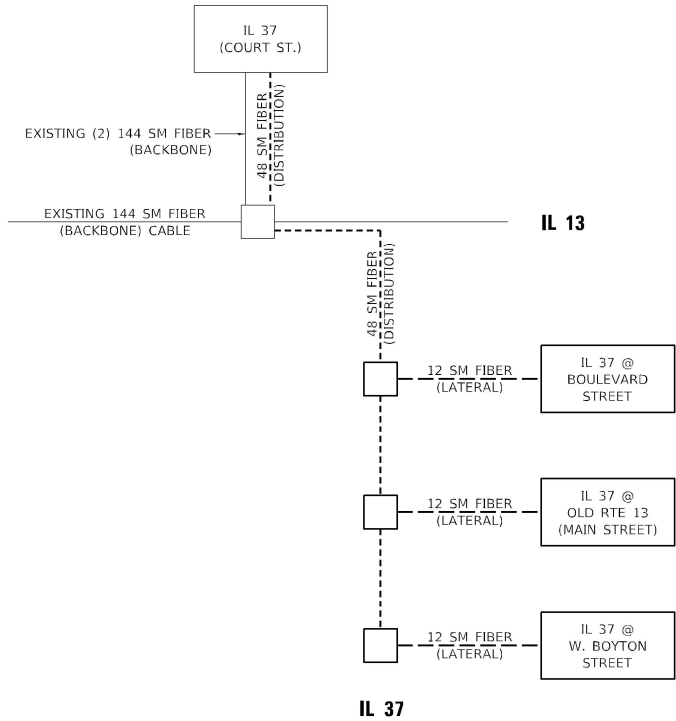 IL 37
(COURT ST.)
EXISTING (2) 144 SM FIBER
(BACKBONE)
48 SM FIBER
(DISTRIBUTION)
EXISTING 144 SM FIBER
(BACKBONE) CABLE
IL 13
48 SM FIBER
(DISTRIBUTION)
12 SM FIBER
(LATERAL)
IL 37 @
BOULEVARD
STREET
12 SM FIBER
(LATERAL)
IL 37 @
OLD RTE 13
(MAIN STREET)
12 SM FIBER
(LATERAL)
IL 37 @
W. BOYTON
STREET
IL 37